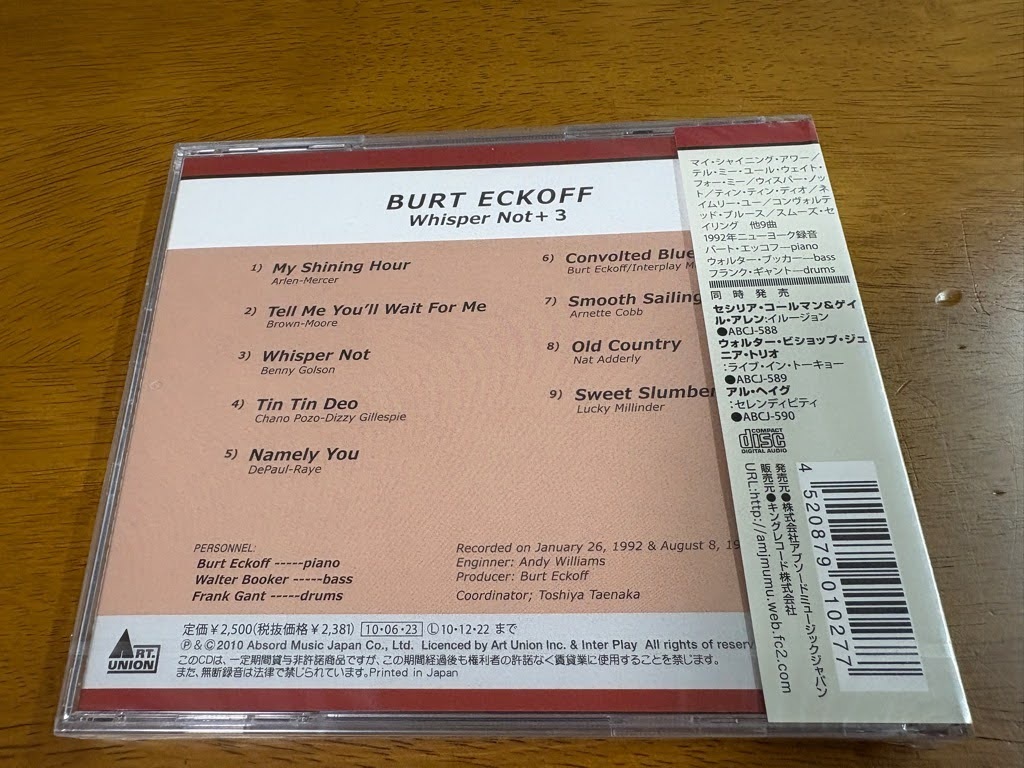 BURT ECKOFF
Whisper Not+ 3
1) My Shining Hour
Arlen-Mercer
2) Tell Me You'll Wait For Me
Brown-Moore
3) Whisper Not
Benny Golson
4) Tin Tin Deo
Chano Pozo-Dizzy Gillespie
5) Namely You
DePaul-Raye
6) Convolted Blue
Burt Eckoff/Interplay M
7) Smooth Sailing
Arnette Cobb
8) Old Country
Nat Adderly
9) Sweet Slumber
Lucky Millinder
PERSONNEL:
Burt Eckoff -----piano
Walter Booker -----bass
Frank Gant -----drums
Recorded on January 26, 1992 & August 8, 19
Enginner: Andy Williams
Producer: Burt Eckoff
Coordinator; Toshiya Taenaka
ART. UNION
定価￥2,500(税抜価格￥2,381) 10・06・23 Ⓛ10・12・22 まで
Ⓟ & Ⓒ2010 Absord Music Japan Co., Ltd. Licenced by Art Union Inc. & Inter Play All rights of reserv
このCDは、一定期間貸与非許諾商品ですが、この期間経過後も権利者の許諾なく賃貸業に使用することを禁じます。
また、無断録音は法律で禁じられています。Printed in Japan
マイ・シャイニング・アワー／
テル・ミー・ユール・ウェイト・
フォー・ミー／ウィスパー・ノッ
ト／ティン・ティン・ディオ／ネ
イムリー・ユー／コンヴォルテ
ッド・ブルース／スムーズ・セ
イリング 他9曲
1992年ニューヨーク録音
バート・エッコフ―piano
ウォルター・ブッカー―bass
フランク・ギャント―drums
同時発売
セシリア・コールマン&ゲイ
ル・アレン:イルージョン
●ABCJ-588
ウォルター・ビショップ・ジュ
ニア・トリオ
:ライブ・イン・トーキョー
●ABCJ-589
アル・ヘイグ
:セレンディピティ
●ABCJ-590
COMPACT
disc
DIGITAL AUDIO
発売元●株式会社アブソードミュージックジャパン
販売元●キングレコード株式会社
URL:http://amjmumu.web.fc2.com
4 520879 010277